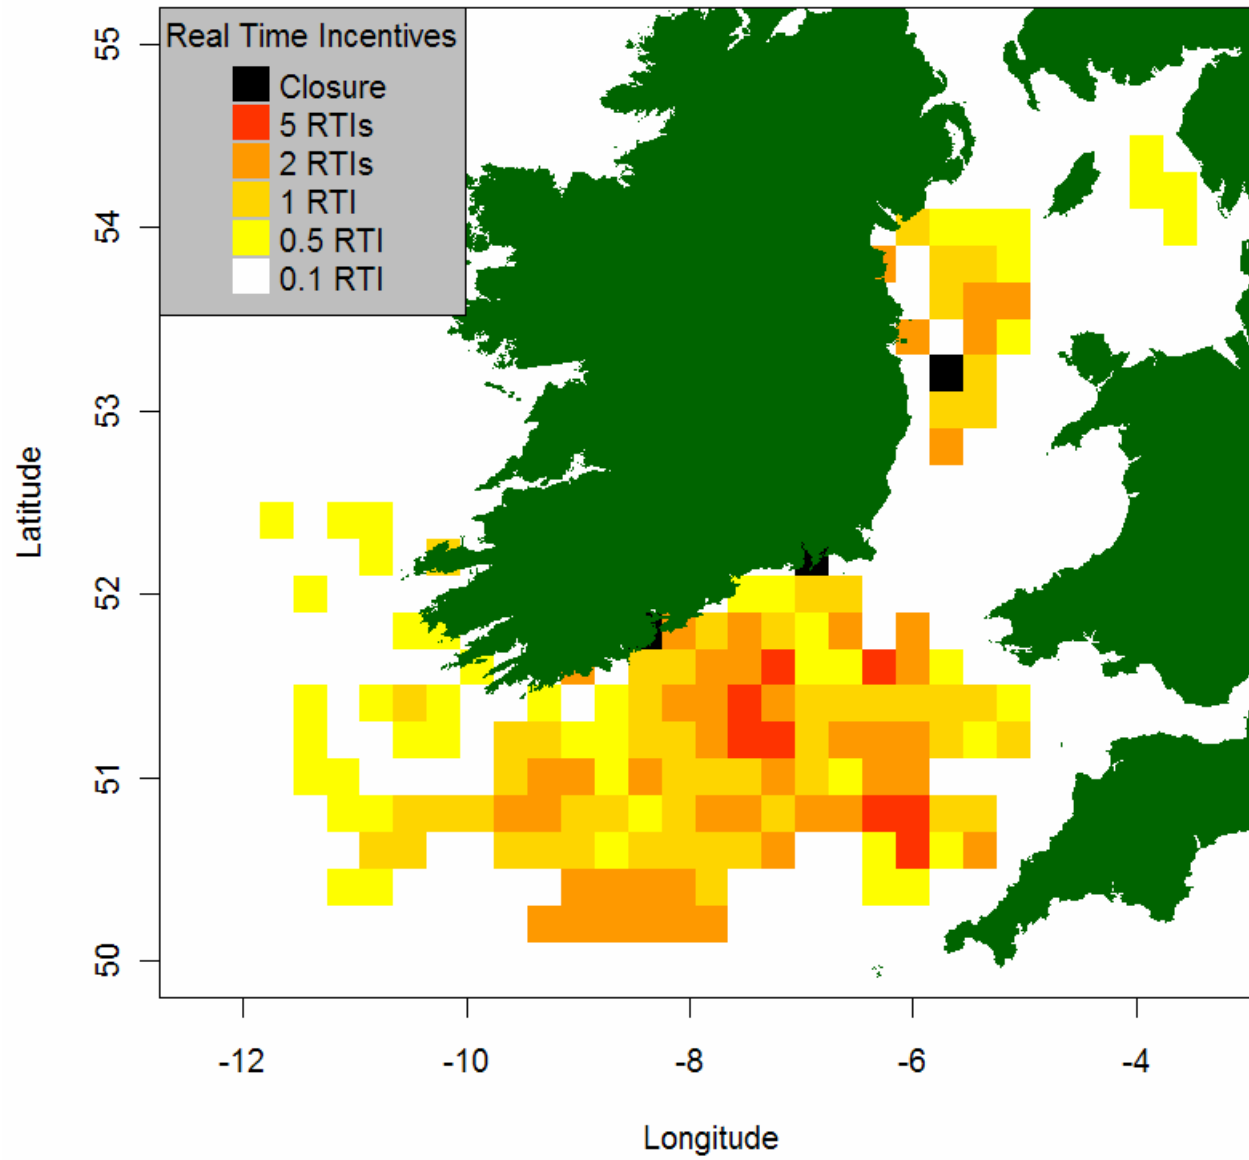 Real Time Incentives
Closure
5 RTIs
2 RTIs
1 RTI
0.5 RTI
0.1 RTI
55
54
53
52
51
50
Latitude
-12
-10
-8
-6
-4
Longitude